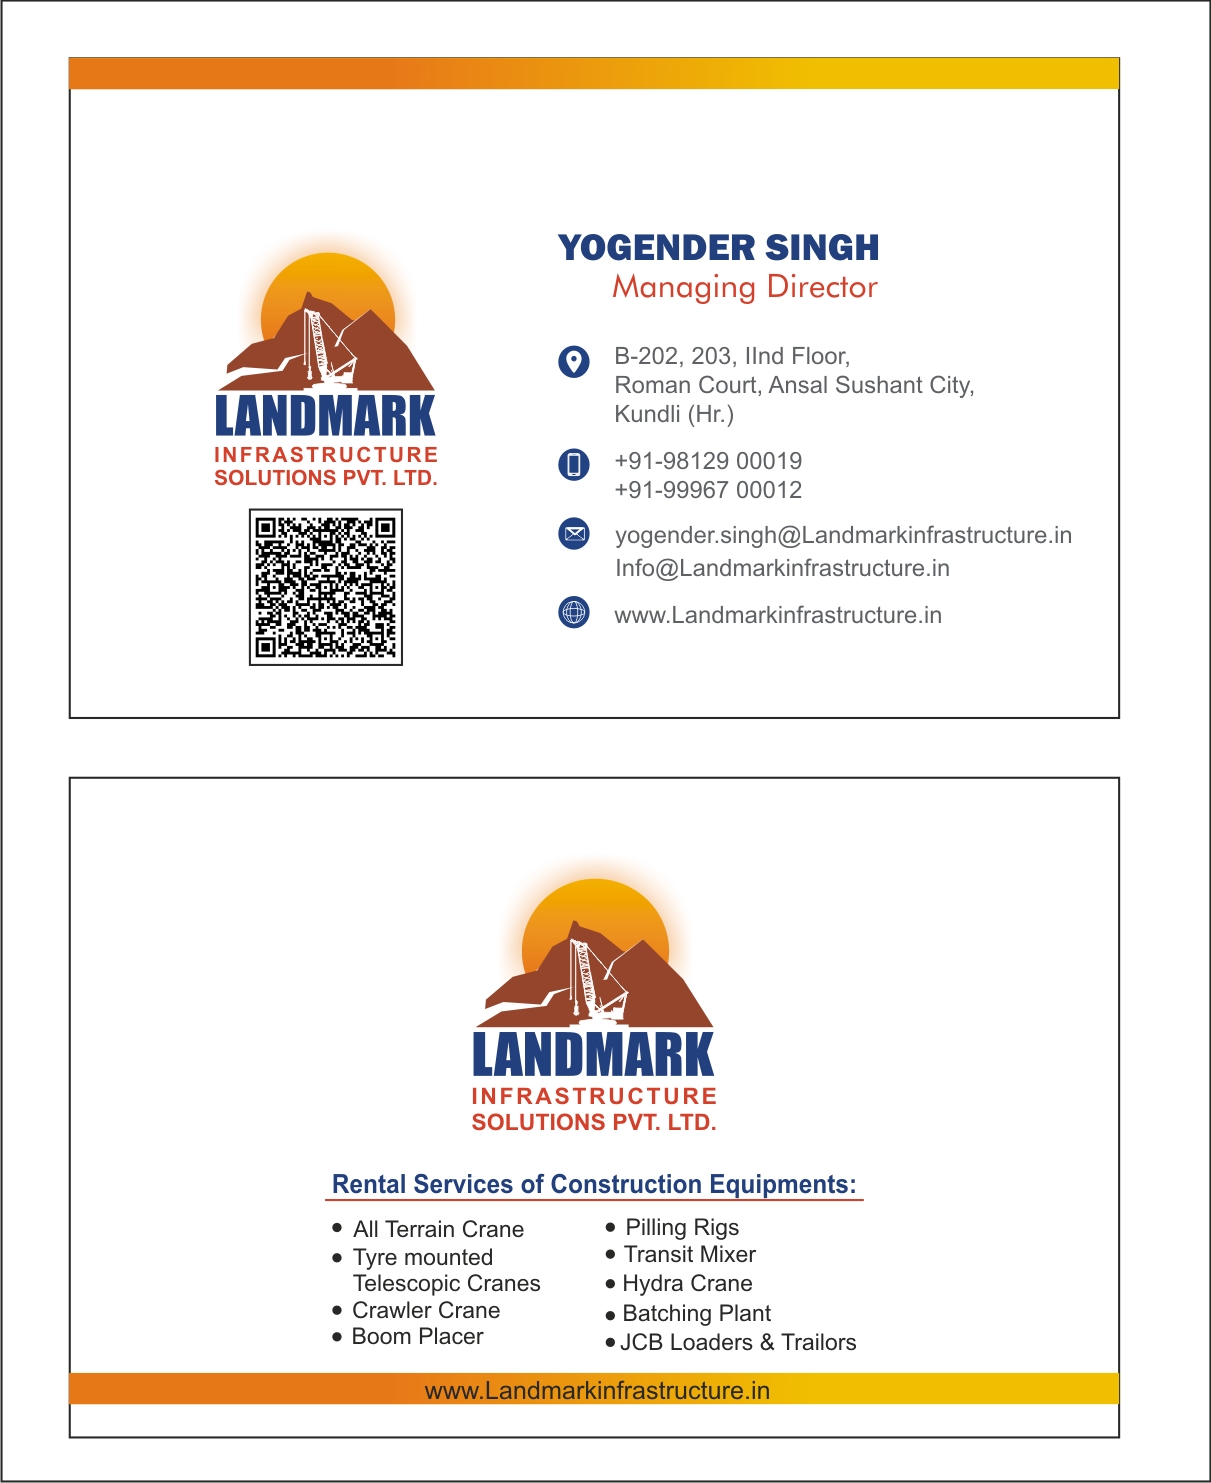 YOGENDER SINGH
Managing Director
LANDMARK
INFRASTRUCTURE
SOLUTIONS PVT. LTD.
B-202, 203, IInd Floor,
Roman Court, Ansal Sushant City,
Kundli (Hr.)
+91-98129 00019
+91-99967 00012
yogender.singh@Landmarkinfrastructure.in
Info@Landmarkinfrastructure.in
www.Landmarkinfrastructure.in
LANDMARK
INFRASTRUCTURE
SOLUTIONS PVT. LTD.
Rental Services of Construction Equipments:
• All Terrain Crane
• Tyre mounted
Telescopic Cranes
• Crawler Crane
• Boom Placer
• Pilling Rigs
• Transit Mixer
• Hydra Crane
• Batching Plant
• JCB Loaders & Trailors
www.Landmarkinfrastructure.in